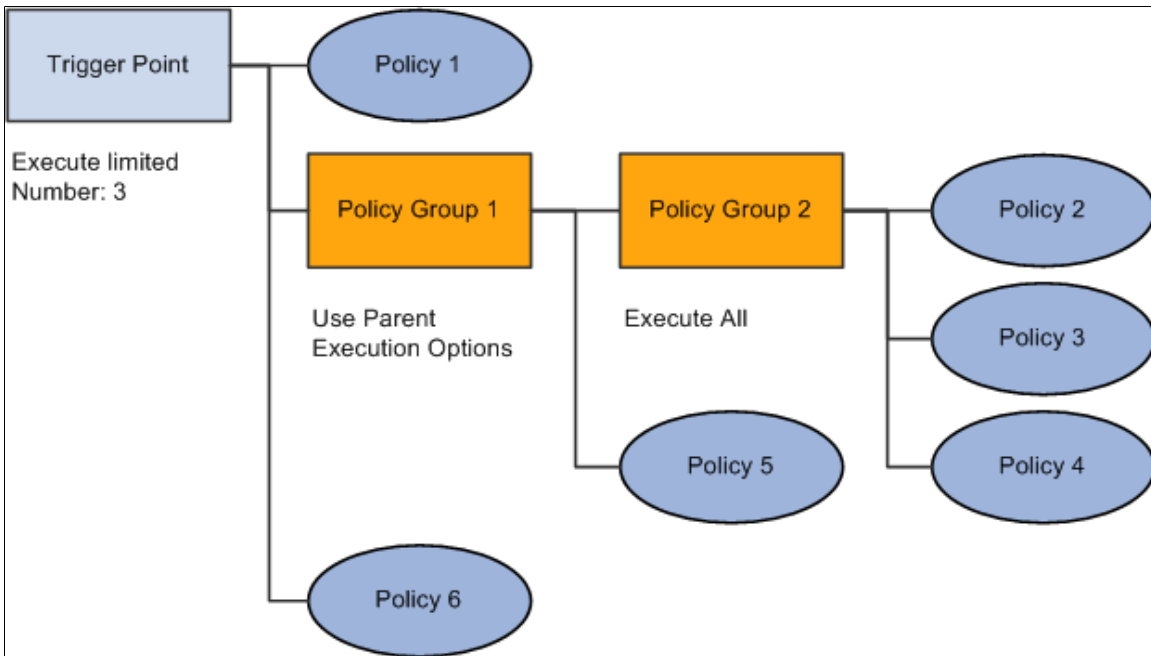 Trigger Point
Policy 1
Execute limited
Number: 3
Policy Group 1
Policy Group 2
Policy 2
Use Parent
Execution Options
Execute All
Policy 3
Policy 5
Policy 4
Policy 6